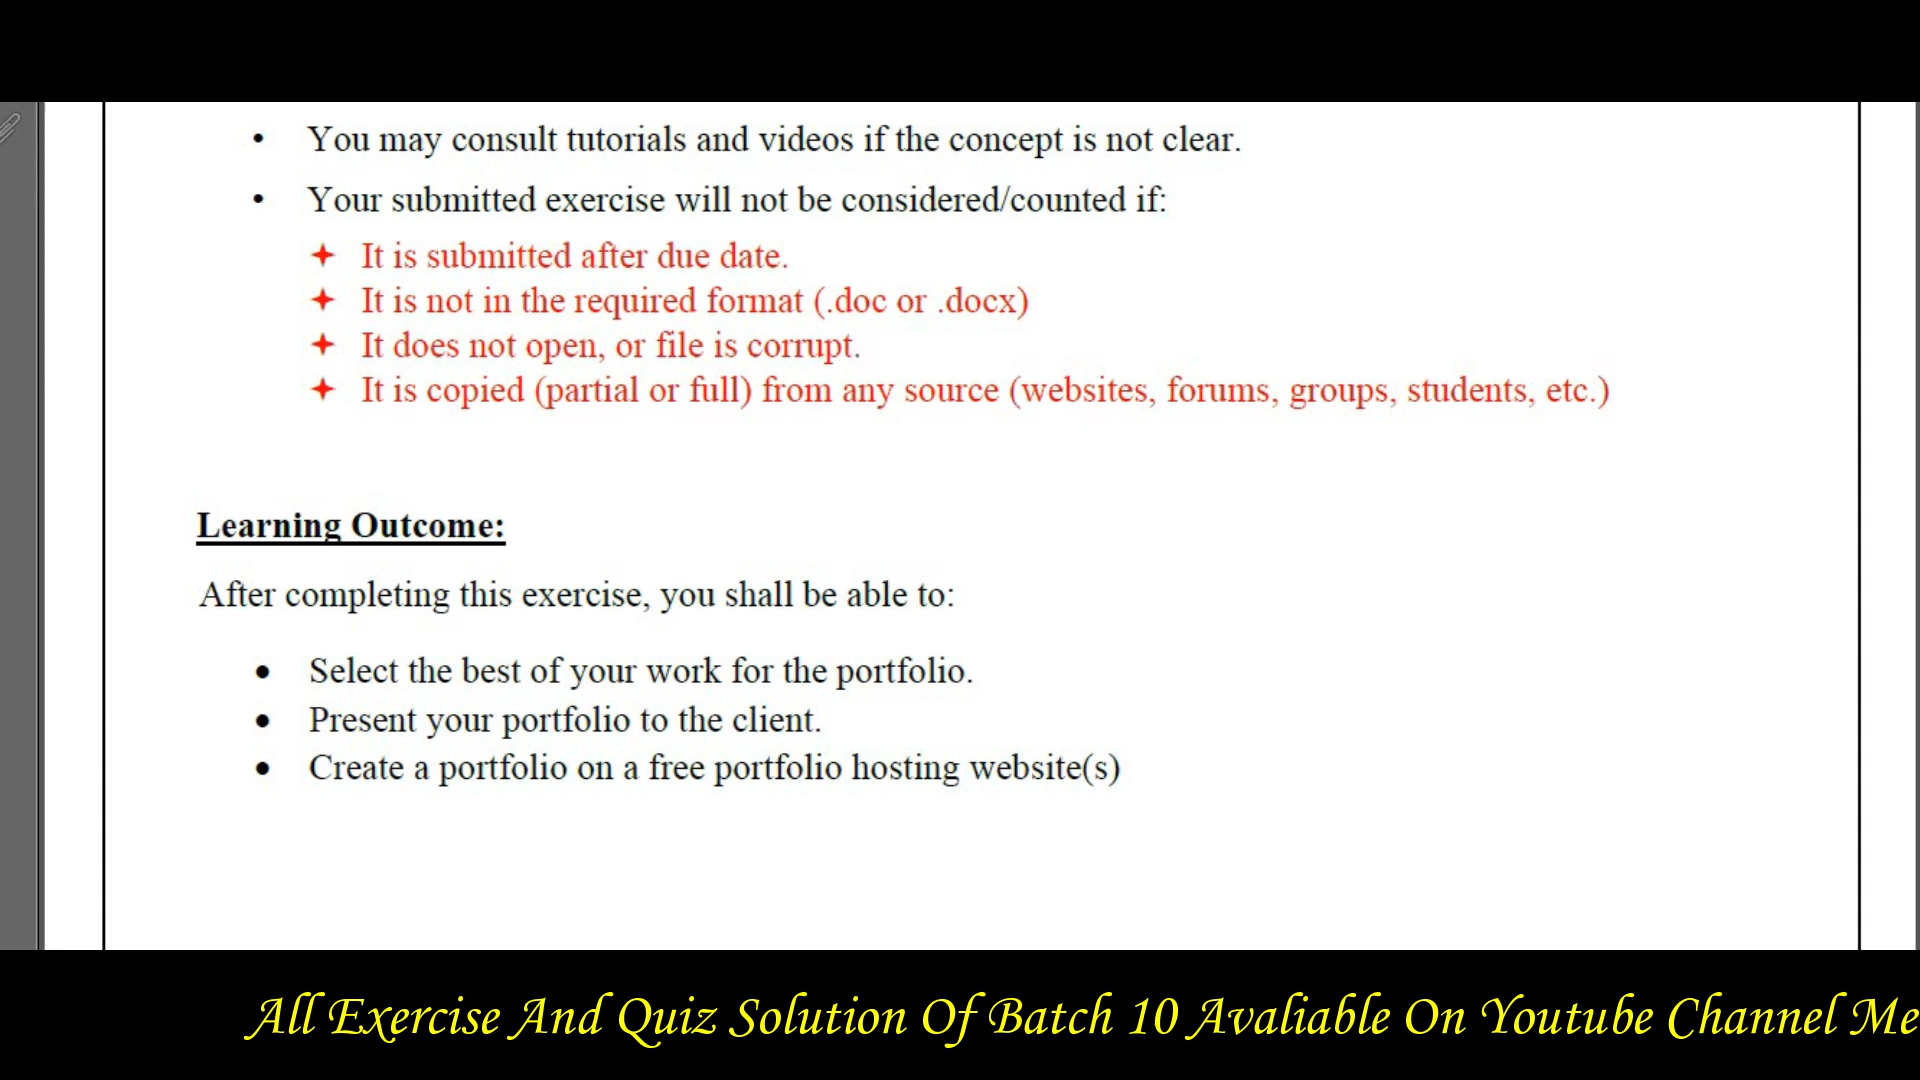 • You may consult tutorials and videos if the concept is not clear.
• Your submitted exercise will not be considered/counted if:
✦ It is submitted after due date.
✦ It is not in the required format (.doc or .docx)
✦ It does not open, or file is corrupt.
✦ It is copied (partial or full) from any source (websites, forums, groups, students, etc.)
Learning Outcome:
After completing this exercise, you shall be able to:
• Select the best of your work for the portfolio.
• Present your portfolio to the client.
• Create a portfolio on a free portfolio hosting website(s)
All Exercise And Quiz Solution Of Batch 10 Avaliable On Youtube Channel Me